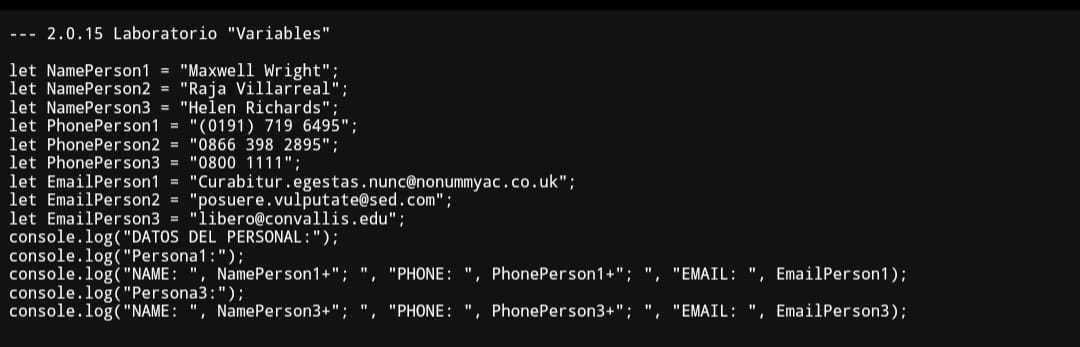 --- 2.0.15 Laboratorio "Variables"
let NamePerson1 = "Maxwell Wright";
let NamePerson2 = "Raja Villarreal";
let NamePerson3 = "Helen Richards";
let PhonePerson1 = "(0191) 719 6495";
let PhonePerson2 = "0866 398 2895";
let PhonePerson3 = "0800 1111";
let EmailPerson1 = "Curabitur.egestas.nunc@nonummyac.co.uk";
let EmailPerson2 = "posuere.vulputate@sed.com";
let EmailPerson3 = "libero@convallis.edu";
console.log("DATOS DEL PERSONAL:");
console.log("Persona1:");
console.log("NAME: ", NamePerson1+"; ", "PHONE: ", PhonePerson1+"; ", "EMAIL: ", EmailPerson1);
console.log("Persona3:");
console.log("NAME: ", NamePerson3+"; ", "PHONE: ", PhonePerson3+"; ", "EMAIL: ", EmailPerson3);